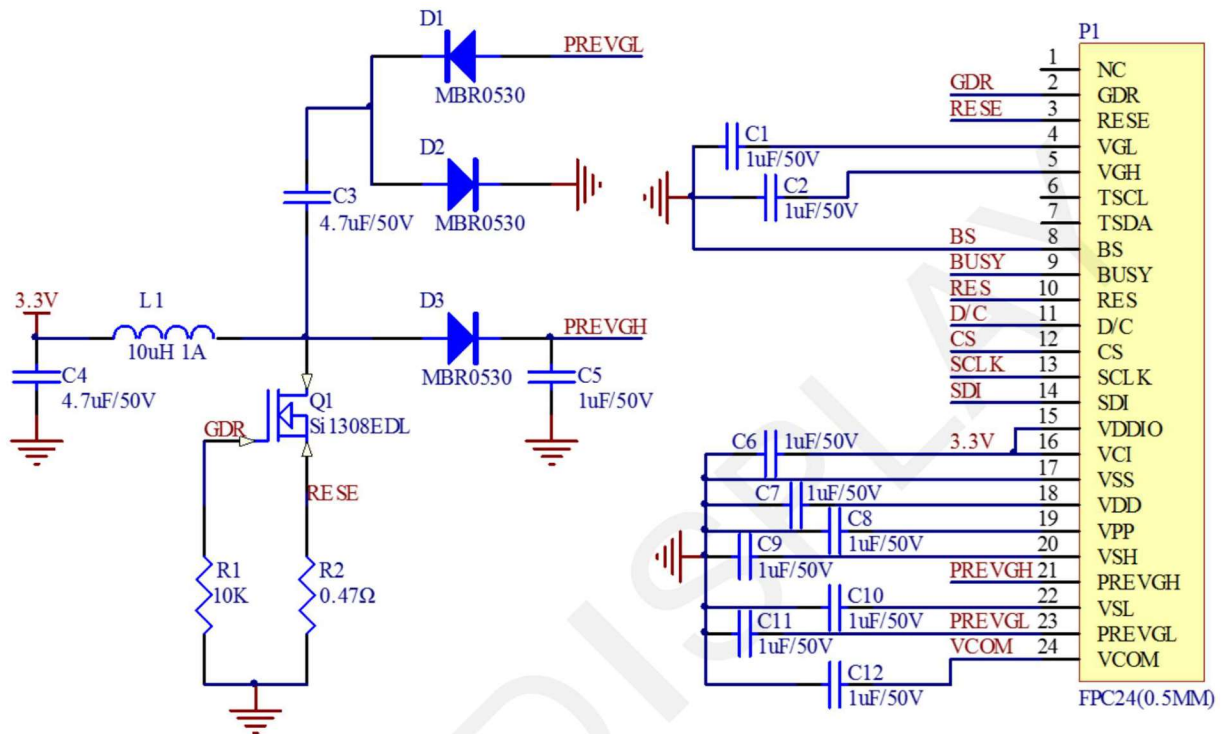 D1
PREVGL
MBR0530
D2
MBR0530
C3
4.7uF/50V
3.3V
L1
10uH 1A
D3
PREVGH
MBR0530
C4
4.7uF/50V
C5
1uF/50V
Q1
Si1308EDL
GDR
RESE
R1
10K
R2
0.47Ω
P1
1 NC
GDR 2 GDR
RESE 3 RESE
C1 4 VGL
1uF/50V
5 VGH
C2
1uF/50V
6 TSCL
7 TSDA
BS 8 BS
BUSY 9 BUSY
RES 10 RES
D/C 11 D/C
CS 12 CS
SCLK 13 SCLK
SDI 14 SDI
15 VDDIO
C6 1uF/50V 3.3V 16 VCI
17 VSS
C7 1uF/50V 18 VDD
C8 19 VPP
1uF/50V
C9 20 VSH
1uF/50V
PREVGH 21 PREVGH
C10 22 VSL
1uF/50V
C11 PREVGL 23 PREVGL
1uF/50V
VCOM 24 VCOM
C12
1uF/50V
FPC24(0.5MM)
DISPLAY